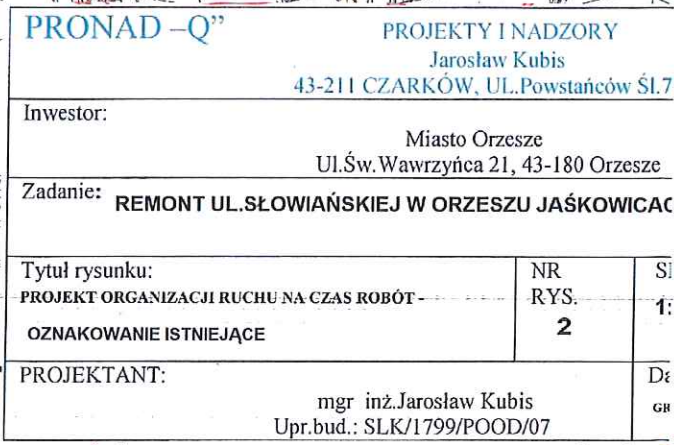 PRONAD –Q”
PROJEKTY I NADZORY
Jarosław Kubis
43-211 CZARKÓW, UL.Powstańców Śl.7
Inwestor:
Miasto Orzesze
Ul.Św.Wawrzyńca 21, 43-180 Orzesze
Zadanie:
REMONT UL.SŁOWIAŃSKIEJ W ORZESZU JAŚKOWICAC
Tytuł rysunku:
PROJEKT ORGANIZACJI RUCHU NA CZAS ROBÓT -
OZNAKOWANIE ISTNIEJĄCE
NR
RYS.
2
1:
PROJEKTANT:
mgr inż.Jarosław Kubis
Upr.bud.: SLK/1799/POOD/07